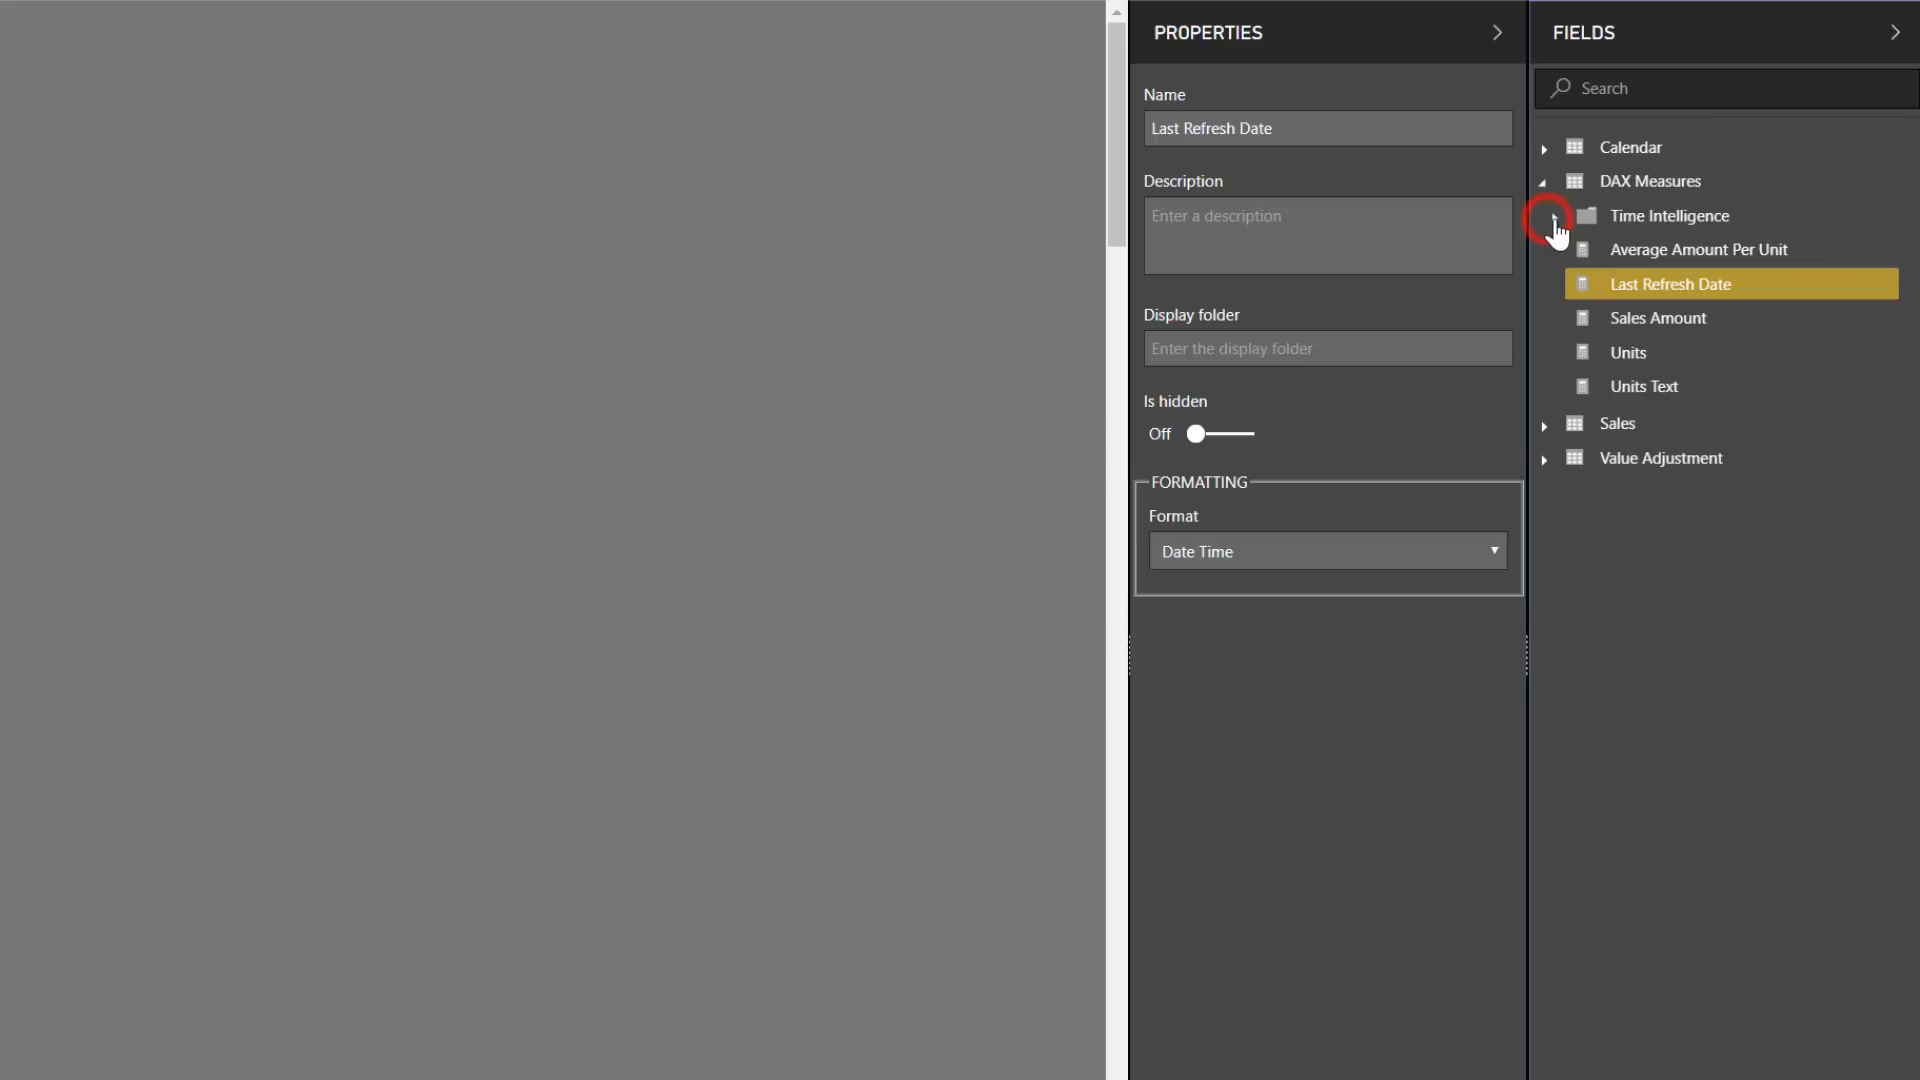 PROPERTIES
Name
Last Refresh Date
Description
Enter a description
Display folder
Enter the display folder
Is hidden
Off
FORMATTING
Format
Date Time
FIELDS
Search
Calendar
DAX Measures
Time Intelligence
Average Amount Per Unit
Last Refresh Date
Sales Amount
Units
Units Text
Sales
Value Adjustment